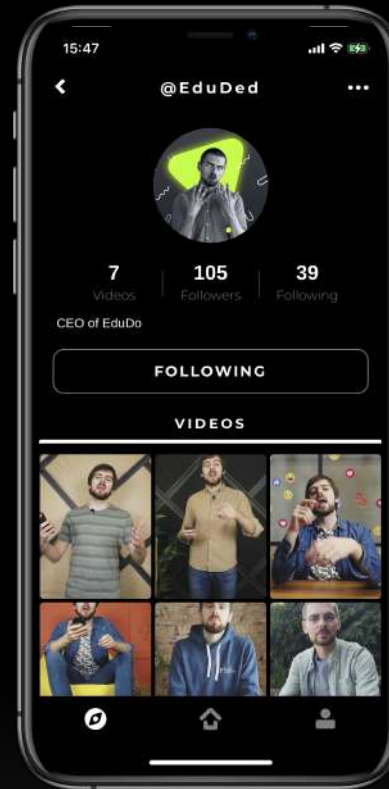 15:47
@EduDed
7
105
39
Videos
Followers
Following
CEO of EduDo
FOLLOWING
VIDEOS